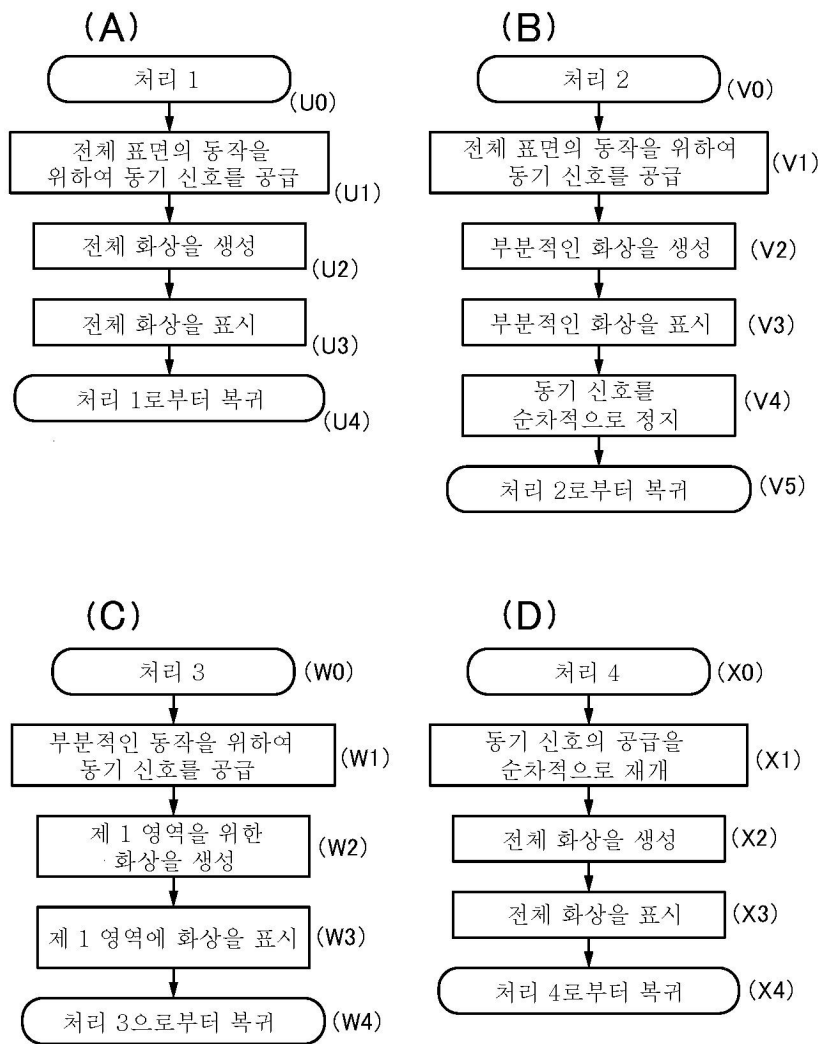 (A)
처리 1
(U0)
전체 표면의 동작을
위하여 동기 신호를 공급
(U1)
전체 화상을 생성
(U2)
전체 화상을 표시
(U3)
처리 1로부터 복귀
(U4)
(B)
처리 2
(V0)
전체 표면의 동작을 위하여
동기 신호를 공급
(V1)
부분적인 화상을 생성
(V2)
부분적인 화상을 표시
(V3)
동기 신호를
순차적으로 정지
(V4)
처리 2로부터 복귀
(V5)
(C)
처리 3
(W0)
부분적인 동작을 위하여
동기 신호를 공급
(W1)
제 1 영역을 위한
화상을 생성
(W2)
제 1 영역에 화상을 표시
(W3)
처리 3으로부터 복귀
(W4)
(D)
처리 4
(X0)
동기 신호의 공급을
순차적으로 재개
(X1)
전체 화상을 생성
(X2)
전체 화상을 표시
(X3)
처리 4로부터 복귀
(X4)